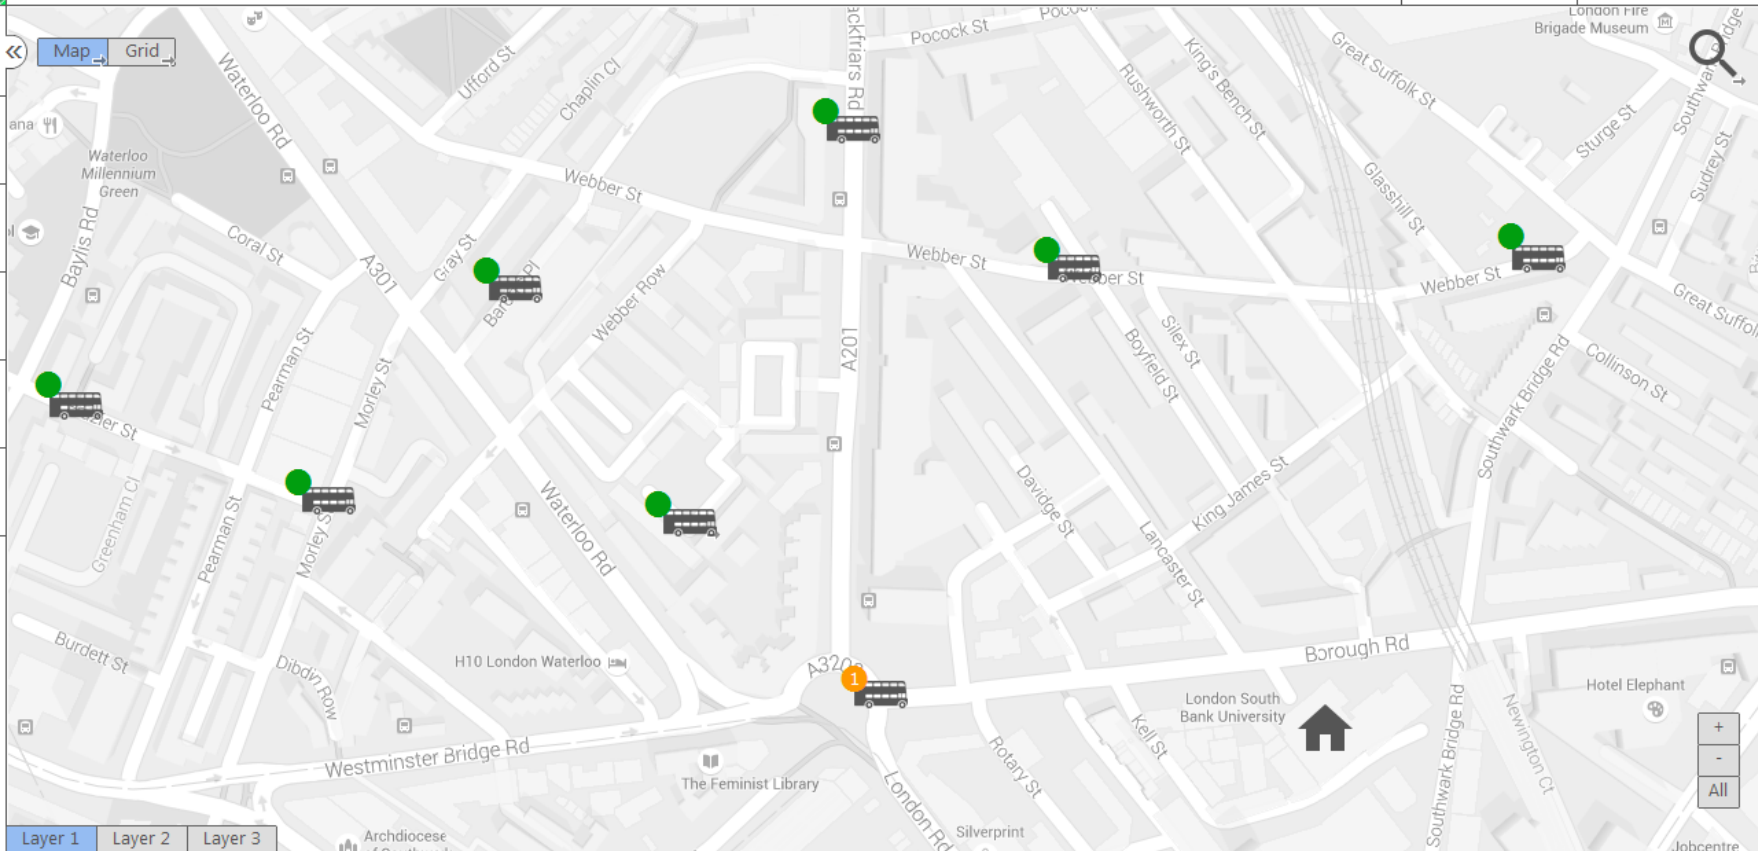 Map
Grid
London Fire
Brigade Museum
Pocock St
Great Suffolk St
King's Bench St
Rushworth St
Ufford St
Chaplin Cl
Waterloo Rd
Waterloo
Millennium
Green
Sturge St
Sudrey St
Glasshill St
Webber St
Baylis Rd
Coral St
A301
Gray St
Webber Row
Webber St
Webber St
A201
Silex St
Boyfield St
Collinson St
Southwark Bridge Rd
Pearman St
Morley St
Greenham Cl
Pearman St
Waterloo Rd
Davidge St
King James St
Lancaster St
Burdett St
Dibdin Row
H10 London Waterloo
1
Borough Rd
London South
Bank University
Hotel Elephant
Kell St
Rotary St
Newington Ct
Southwark Bridge Rd
Westminster Bridge Rd
The Feminist Library
London Rd
Silverprint
Archdiocese
Jobcentre
+
-
All
Layer 1
Layer 2
Layer 3